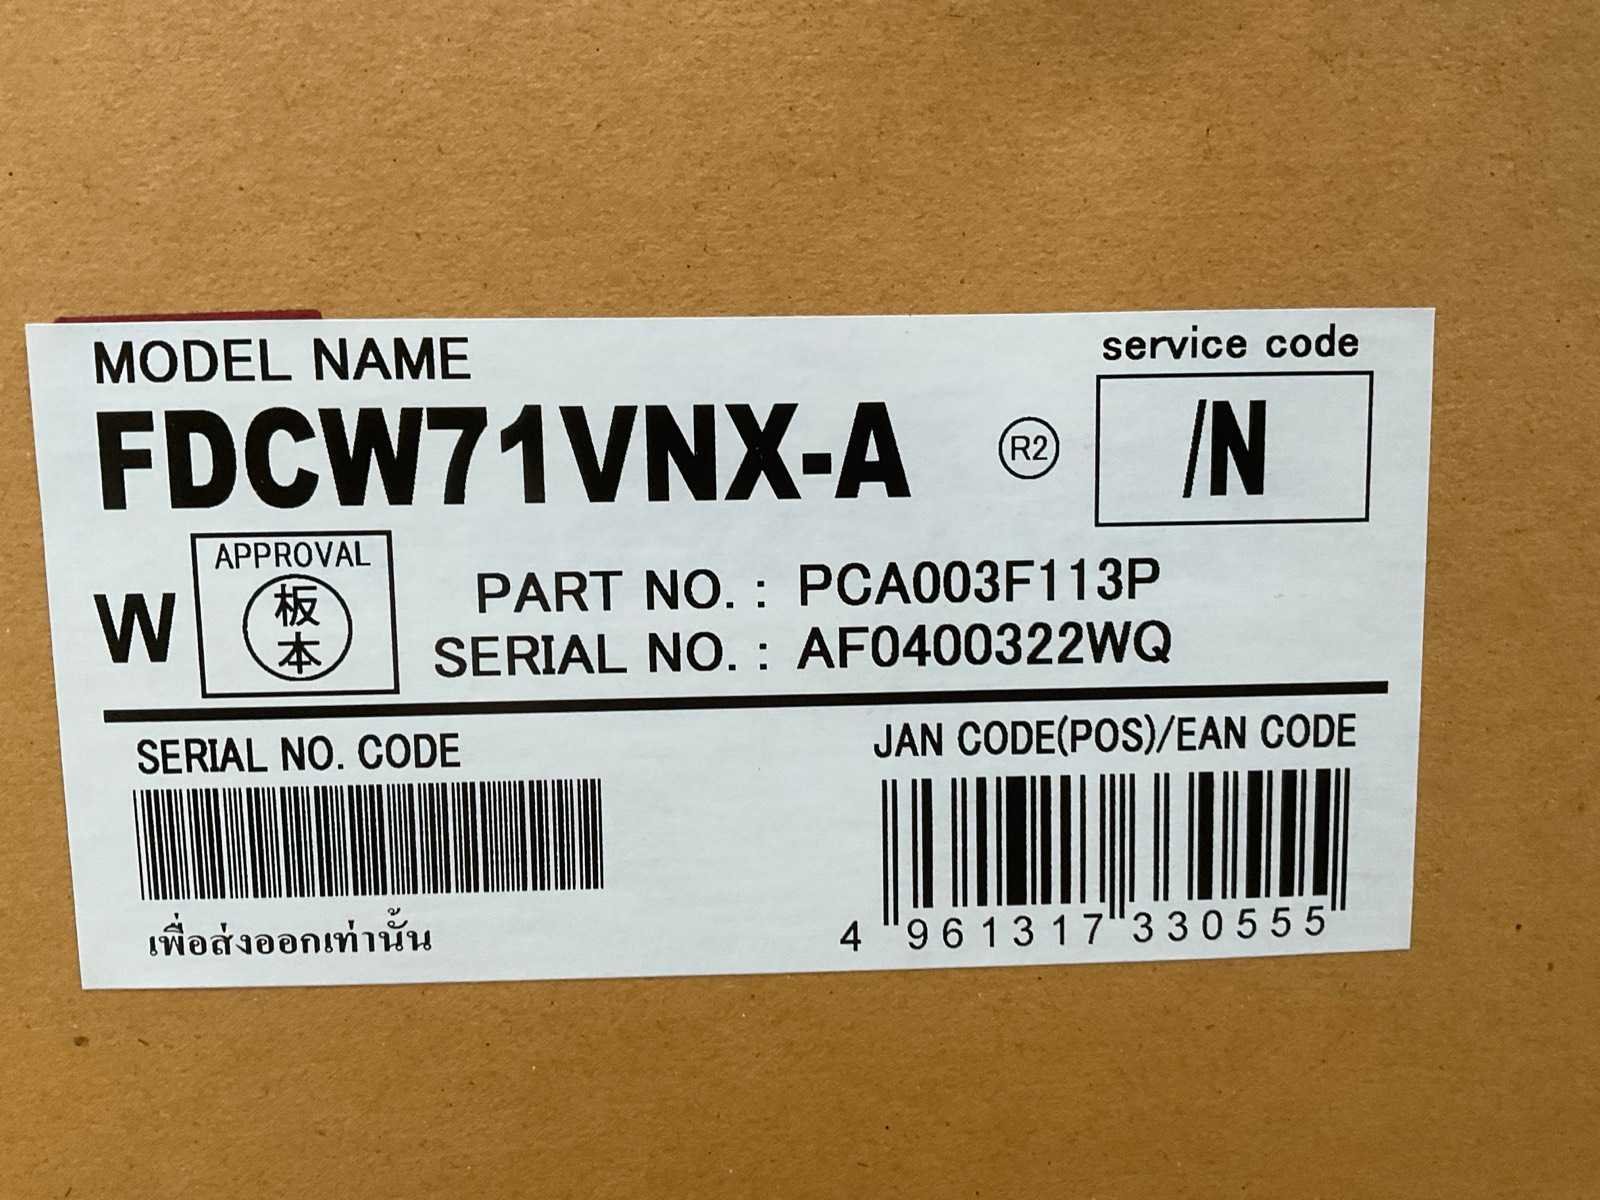 MODEL NAME
service code
FDCW71VNX-A
R2
/N
W
APPROVAL
板
本
PART NO. : PCA003F113P
SERIAL NO. : AF0400322WQ
SERIAL NO. CODE
JAN CODE(POS)/EAN CODE
4 961317 330555
เพื่อส่งออกเท่านั้น